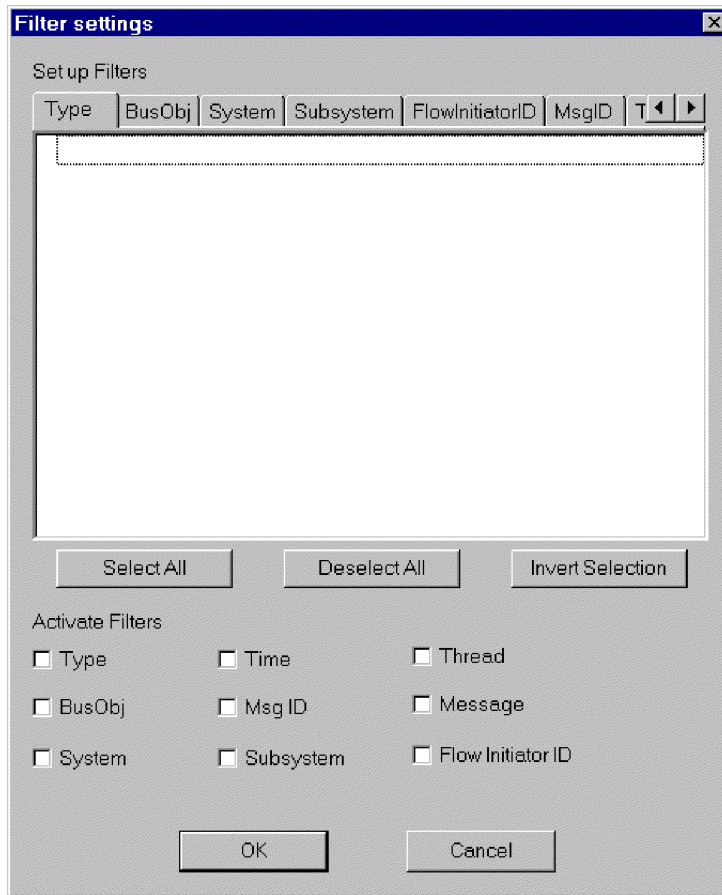 Filter settings
Set up Filters
Type BusObj System Subsystem FlowInitiatorID MsgID T
Select All Deselect All Invert Selection
Activate Filters
Type Time Thread
BusObj Msg ID Message
System Subsystem Flow Initiator ID
OK Cancel